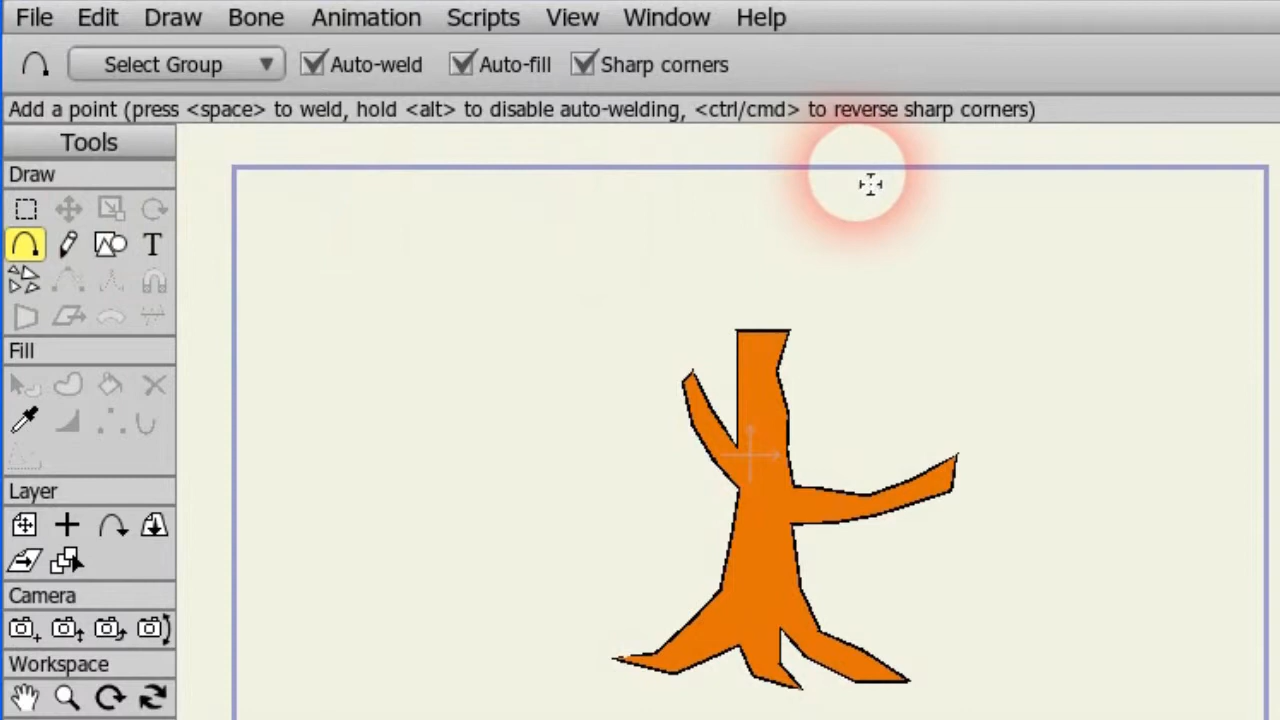 File Edit Draw Bone Animation Scripts View Window Help
Select Group Auto-weld Auto-fill Sharp corners
Add a point (press <space> to weld, hold <alt> to disable auto-welding, <ctrl/cmd> to reverse sharp corners)
Tools
Draw
T
Fill
Layer
Camera
Workspace